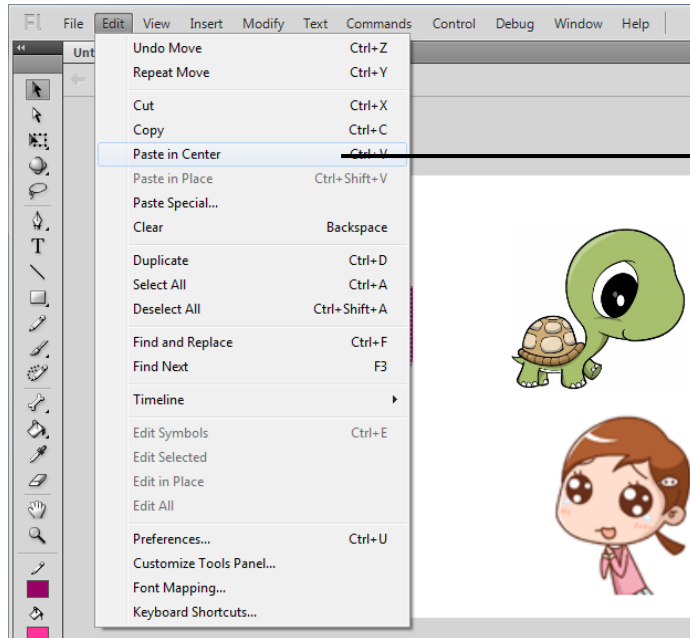 Fl File Edit View Insert Modify Text Commands Control Debug Window Help
Unt
Undo Move Ctrl+Z
Repeat Move Ctrl+Y
Cut Ctrl+X
Copy Ctrl+C
Paste in Center Ctrl+V
Paste in Place Ctrl+Shift+V
Paste Special...
Clear Backspace
Duplicate Ctrl+D
Select All Ctrl+A
Deselect All Ctrl+Shift+A
Find and Replace Ctrl+F
Find Next F3
Timeline
Edit Symbols Ctrl+E
Edit Selected
Edit in Place
Edit All
Preferences... Ctrl+U
Customize Tools Panel...
Font Mapping...
Keyboard Shortcuts...
T